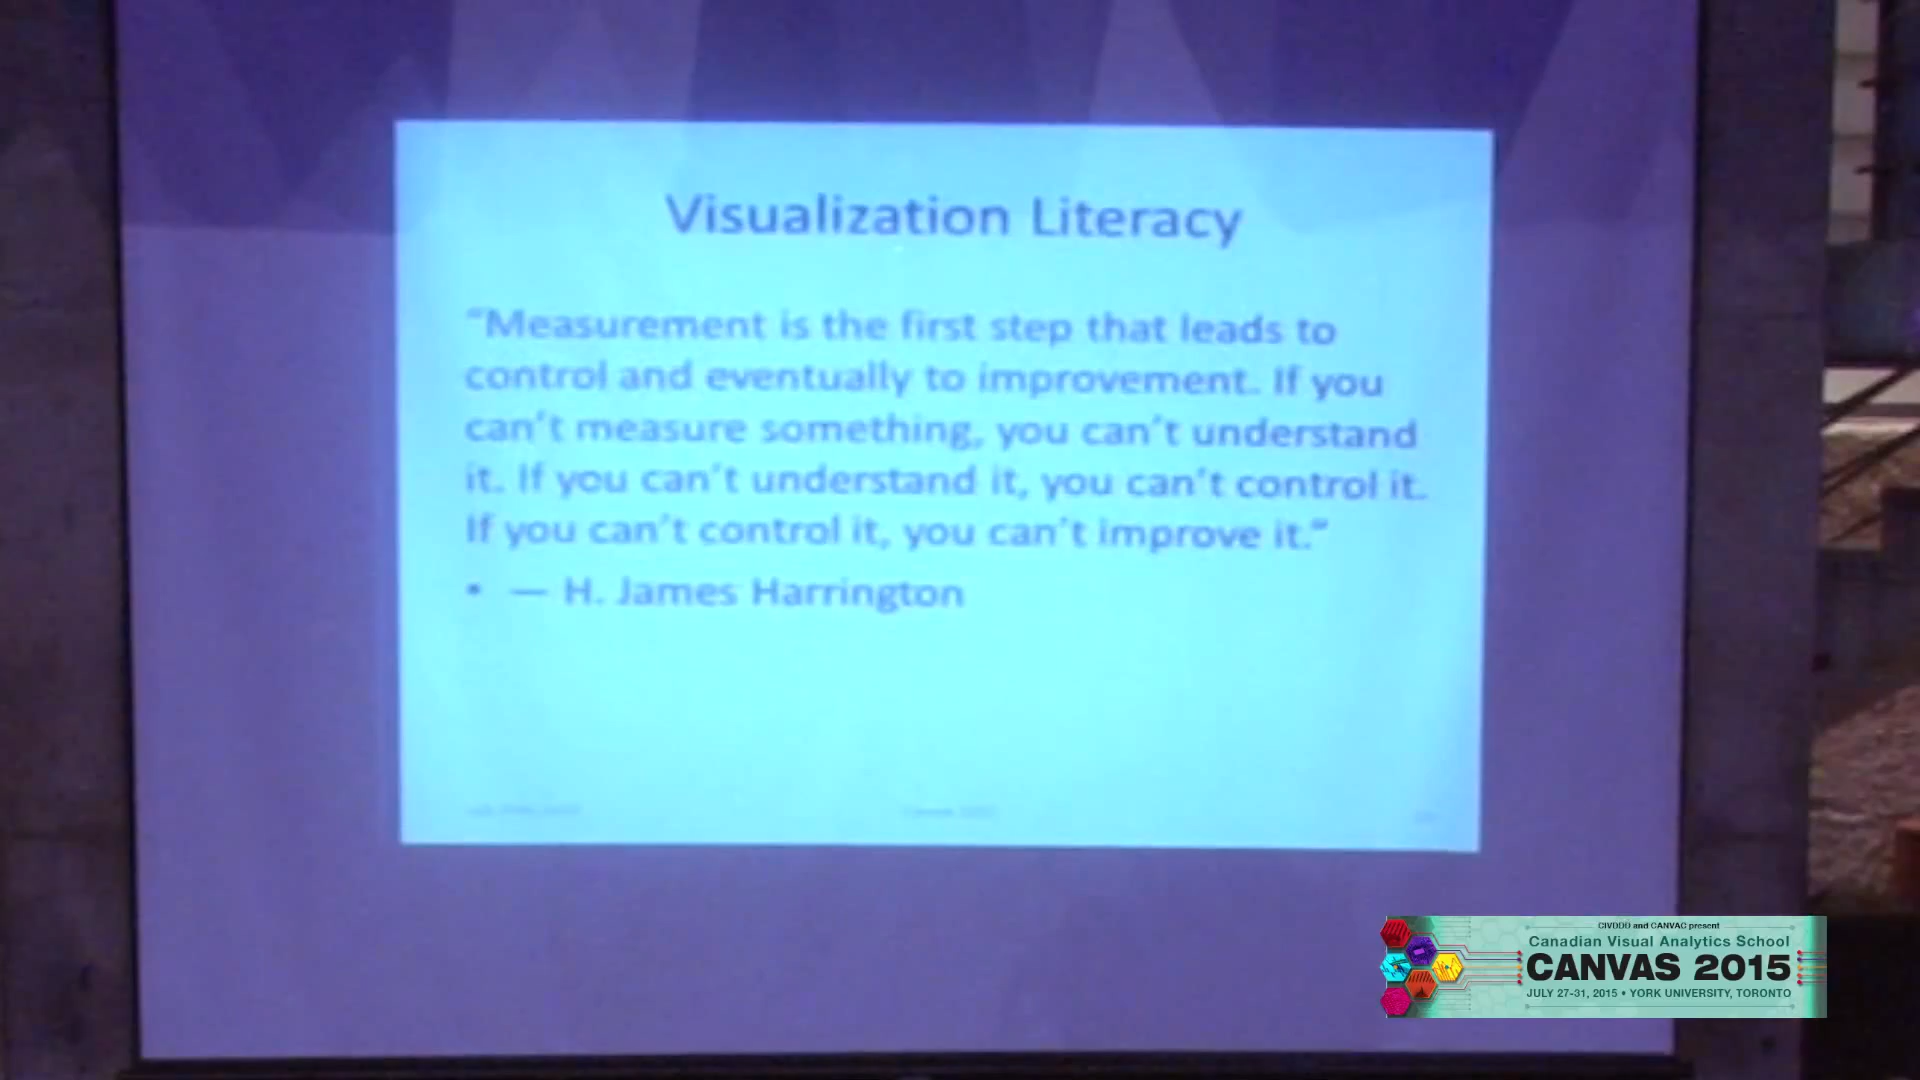 Visualization Literacy
“Measurement is the first step that leads to
control and eventually to improvement. If you
can’t measure something, you can’t understand
it. If you can’t understand it, you can’t control it.
If you can’t control it, you can’t improve it.”
• — H. James Harrington
CIVDDD and CANVAC present
Canadian Visual Analytics School
CANVAS 2015
JULY 27-31, 2015 • YORK UNIVERSITY, TORONTO